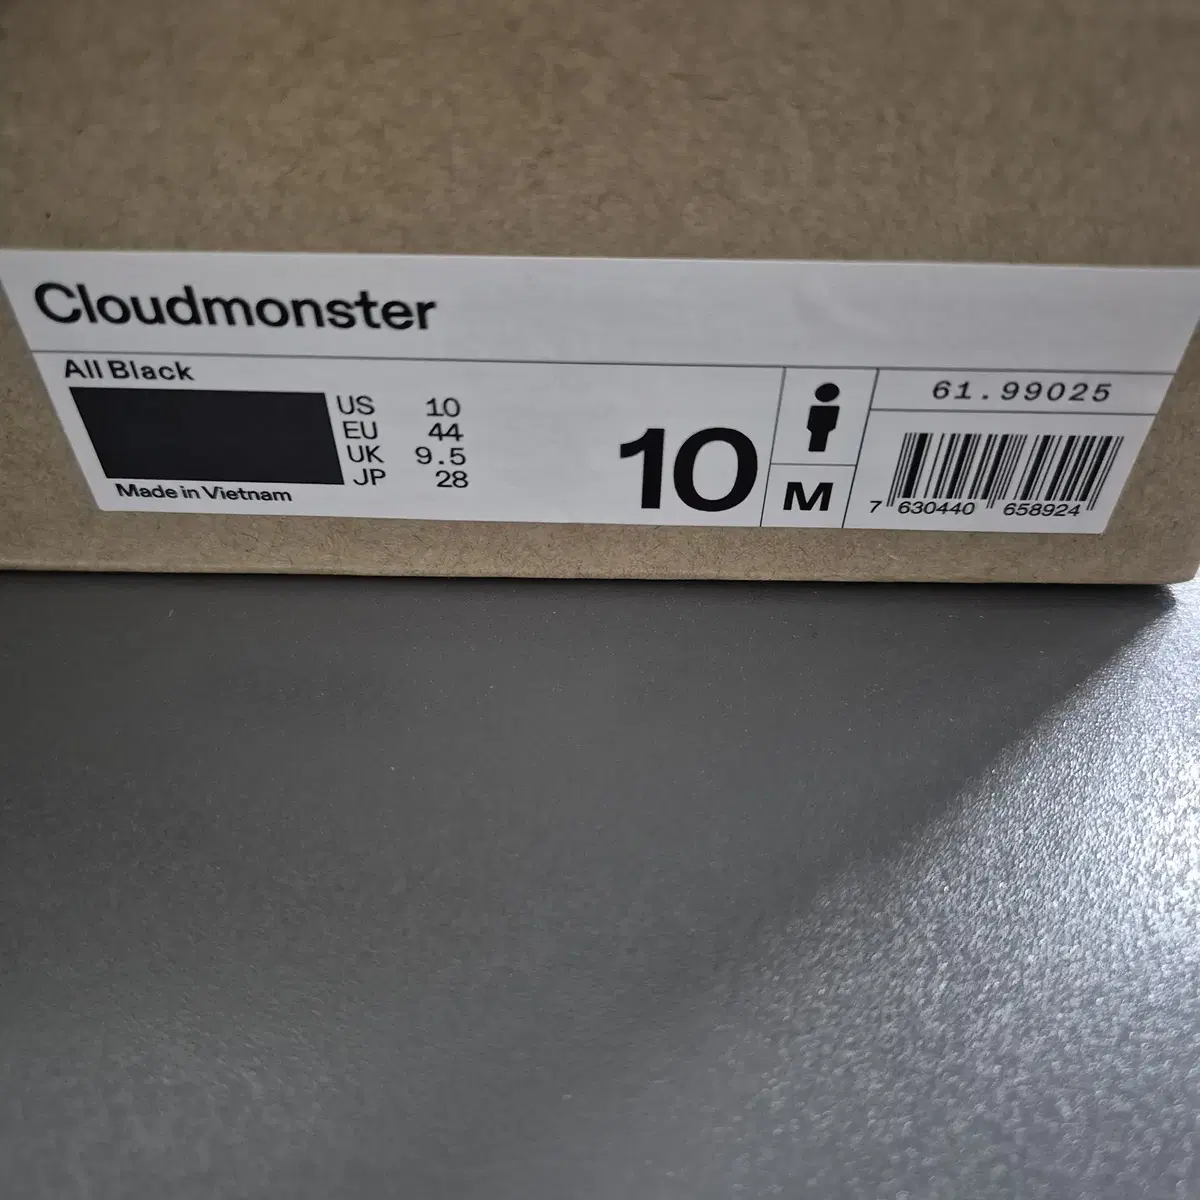 Cloudmonster
All Black
US 10
EU 44
UK 9.5
JP 28
Made in Vietnam
10
M
61.99025
7 630440 658924